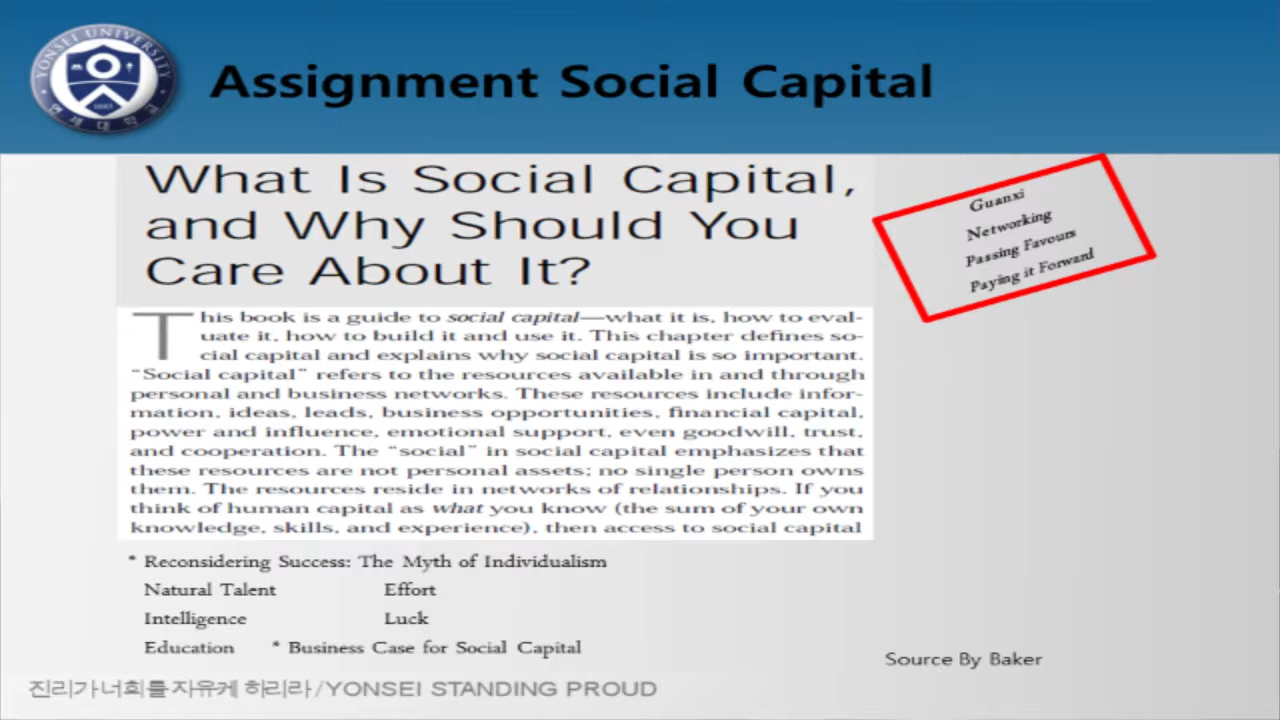 YONSEI UNIVERSITY
연세대학교
Assignment Social Capital
What Is Social Capital,
and Why Should You
Care About It?
Guanxi
Networking
Passing Favours
Paying it Forward
This book is a guide to social capital—what it is, how to eval-
uate it, how to build it and use it. This chapter defines so-
cial capital and explains why social capital is so important.
“Social capital” refers to the resources available in and through
personal and business networks. These resources include infor-
mation, ideas, leads, business opportunities, financial capital,
power and influence, emotional support, even goodwill, trust,
and cooperation. The “social” in social capital emphasizes that
these resources are not personal assets; no single person owns
them. The resources reside in networks of relationships. If you
think of human capital as what you know (the sum of your own
knowledge, skills, and experience), then access to social capital
* Reconsidering Success: The Myth of Individualism
Natural Talent Effort
Intelligence Luck
Education * Business Case for Social Capital
Source By Baker
진리가 너희를 자유케 하리라 / YONSEI STANDING PROUD